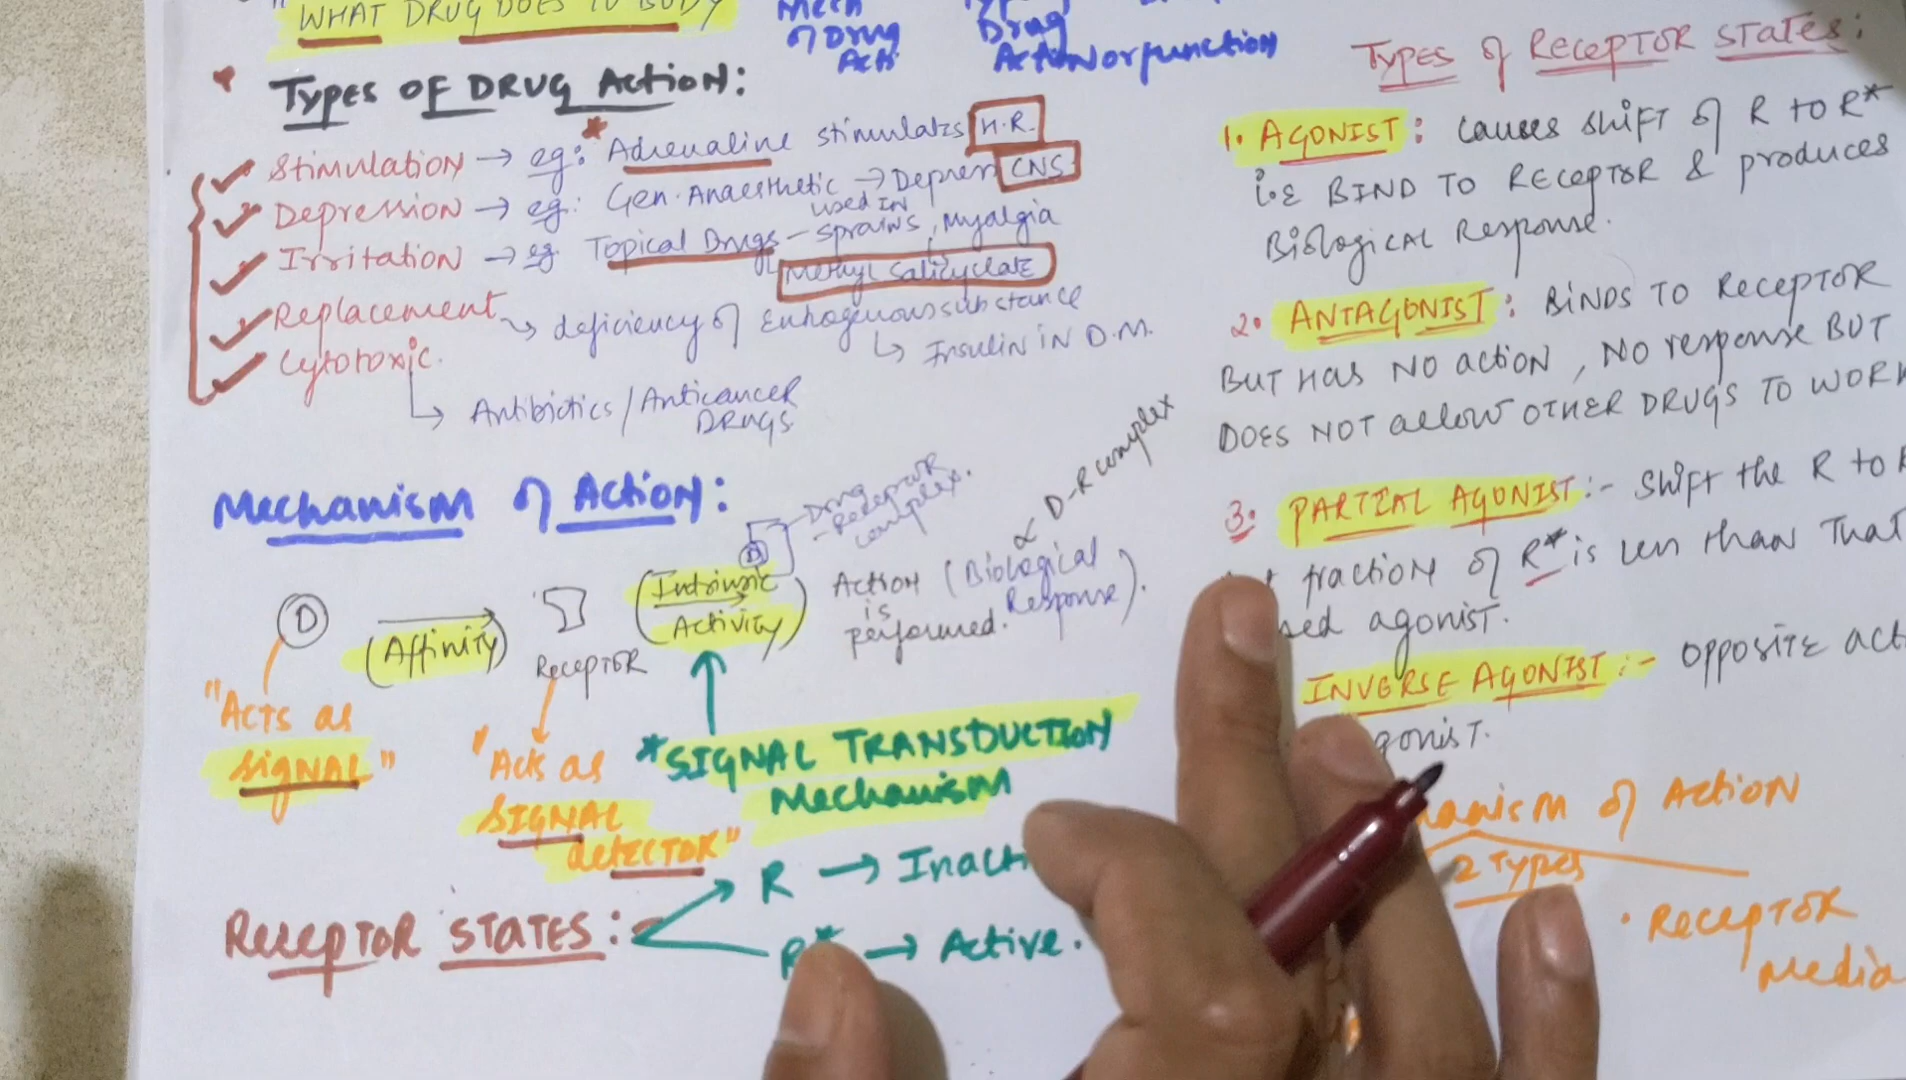 WHAT DRUG DOES TO BODY
Mech
of Drug
Acti
Drug
Action or function
TYPES OF DRUG ACTION:
Stimulation → eg: *Adrenaline stimulates H.R.
Depression → eg: Gen. Anaesthetic → Depress CNS
Irritation → eg. Topical Drugs - used in sprains, Myalgia
Methyl Salicylate
Replacement → deficiency of Enhogenous substance
↳ Insulin in D.M.
Cytotoxic.
↳ Antibiotics / Anticancer
DRUGS
Mechanism of Action:
Drug
- Receptor
complex.
∝ D-R complex
D
(Affinity)
Receptor
(Intrinsic
Activity)
Action
is
performed.
(Biological
Response).
"Acts as
SIGNAL"
"Acts as
SIGNAL
detector"
*SIGNAL TRANSDUCTION
Mechanism
RECEPTOR STATES:
R → Inacti
R* → Active.
Types of Receptor States:
1. AGONIST: Causes shift of R to R*
i.e BIND TO RECEPTOR & produces
Biological Response.
2. ANTAGONIST: BINDS TO Receptor
BUT HAS NO action, No response BUT
DOES NOT allow OTHER DRUGS TO WORK
3. PARTIAL AGONIST:- Shift the R to R
fraction of R* is less than That
sed agonist.
INVERSE AGONIST:- Opposite act
gonist.
anism of Action
2 Types
• Receptor
Media